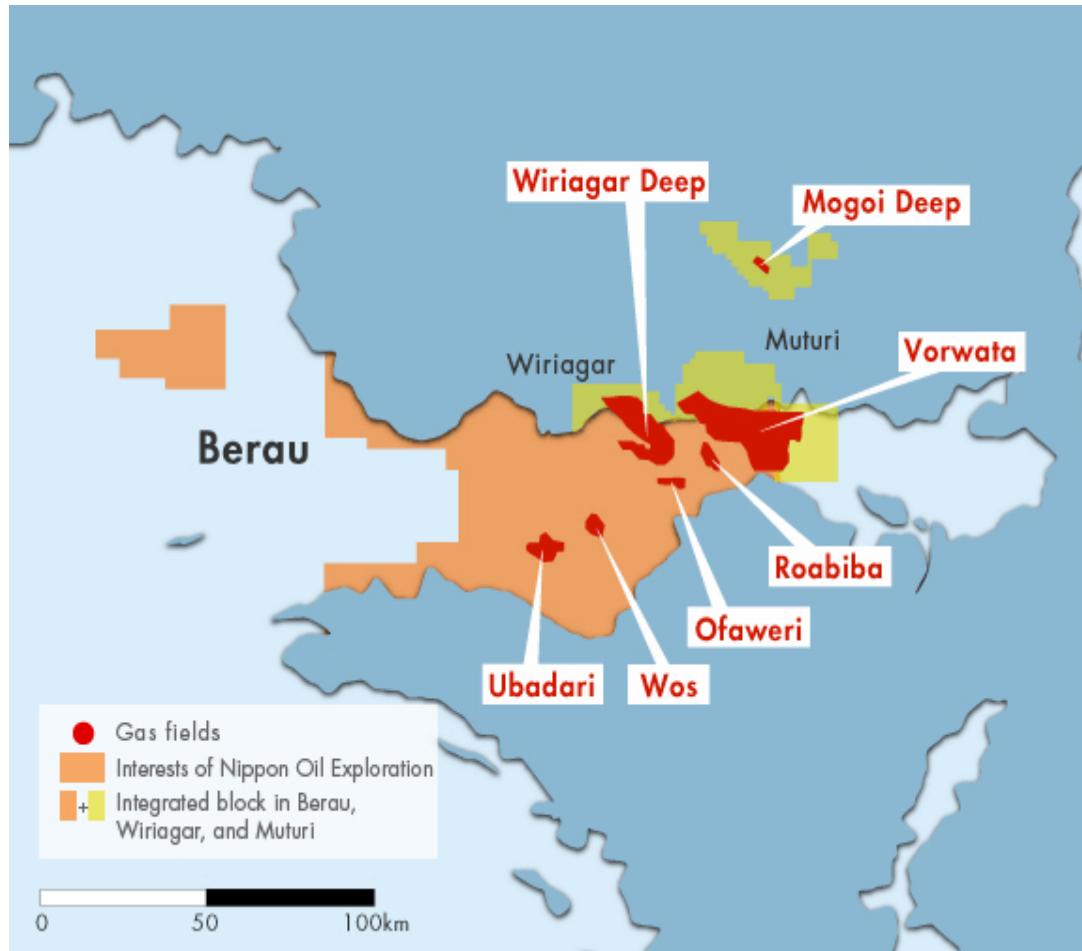 Wiriagar Deep
Mogoi Deep
Muturi
Wiriagar
Vorwata
Berau
Roabiba
Ofaweri
Ubadari
Wos
Gas fields
Interests of Nippon Oil Exploration
+
Integrated block in Berau,
Wiriagar, and Muturi
0
50
100km